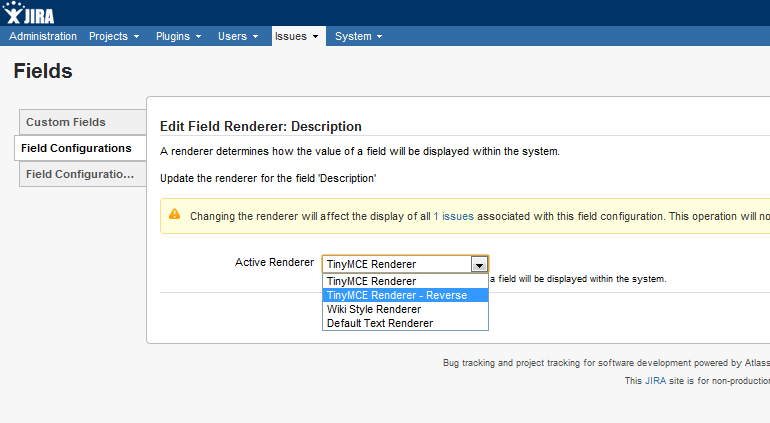 JIRA
Administration Projects Plugins Users Issues System
Fields
Custom Fields
Field Configurations
Field Configuratio...
Edit Field Renderer: Description
A renderer determines how the value of a field will be displayed within the system.
Update the renderer for the field 'Description'
Changing the renderer will affect the display of all 1 issues associated with this field configuration. This operation will no
Active Renderer TinyMCE Renderer
TinyMCE Renderer
a field will be displayed within the system.
TinyMCE Renderer - Reverse
Wiki Style Renderer
Default Text Renderer
Bug tracking and project tracking for software development powered by Atlass
This JIRA site is for non-production